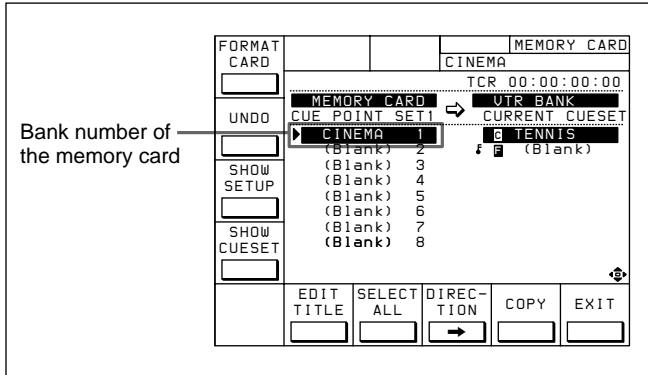 Bank number of
the memory card
FORMAT
CARD
UNDO
SHOW
SETUP
SHOW
CUESET
MEMORY CARD
CINEMA
TCR 00:00:00:00
MEMORY CARD
CUE POINT SET1
VTR BANK
CURRENT CUESET
CINEMA 1
(Blank) 2
(Blank) 3
(Blank) 4
(Blank) 5
(Blank) 6
(Blank) 7
(Blank) 8
C TENNIS
F (Blank)
EDIT
TITLE
SELECT
ALL
DIREC-
TION
COPY
EXIT